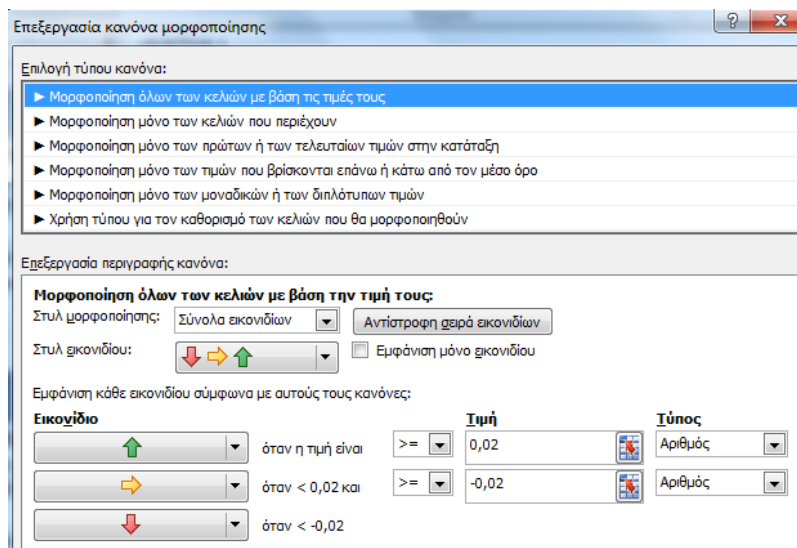 Επεξεργασία κανόνα μορφοποίησης
Επιλογή τύπου κανόνα:
► Μορφοποίηση όλων των κελιών με βάση τις τιμές τους
► Μορφοποίηση μόνο των κελιών που περιέχουν
► Μορφοποίηση μόνο των πρώτων ή των τελευταίων τιμών στην κατάταξη
► Μορφοποίηση μόνο των τιμών που βρίσκονται επάνω ή κάτω από τον μέσο όρο
► Μορφοποίηση μόνο των μοναδικών ή των διπλότυπων τιμών
► Χρήση τύπου για τον καθορισμό των κελιών που θα μορφοποιηθούν
Επεξεργασία περιγραφής κανόνα:
Μορφοποίηση όλων των κελιών με βάση την τιμή τους:
Στυλ μορφοποίησης: Σύνολα εικονιδίων Αντίστροφη σειρά εικονιδίων
Στυλ εικονιδίου: Εμφάνιση μόνο εικονιδίου
Εμφάνιση κάθε εικονιδίου σύμφωνα με αυτούς τους κανόνες:
Εικονίδιο Τιμή Τύπος
όταν η τιμή είναι >= 0,02 Αριθμός
όταν < 0,02 και >= -0,02 Αριθμός
όταν < -0,02